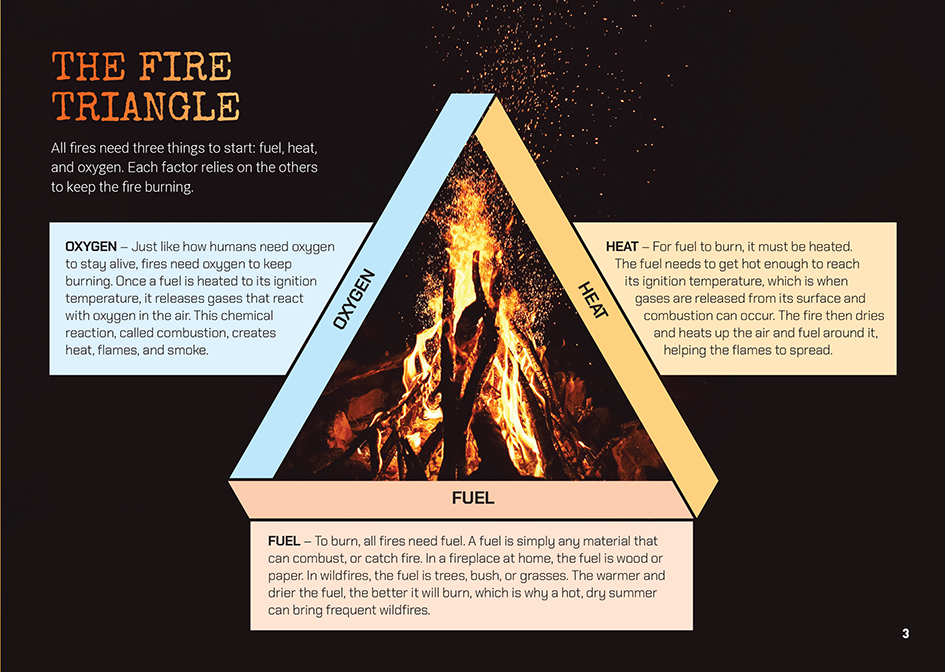 THE FIRE
TRIANGLE
All fires need three things to start: fuel, heat,
and oxygen. Each factor relies on the others
to keep the fire burning.
OXYGEN – Just like how humans need oxygen
to stay alive, fires need oxygen to keep
burning. Once a fuel is heated to its ignition
temperature, it releases gases that react
with oxygen in the air. This chemical
reaction, called combustion, creates
heat, flames, and smoke.
OXYGEN
HEAT
HEAT – For fuel to burn, it must be heated.
The fuel needs to get hot enough to reach
its ignition temperature, which is when
gases are released from its surface and
combustion can occur. The fire then dries
and heats up the air and fuel around it,
helping the flames to spread.
FUEL
FUEL – To burn, all fires need fuel. A fuel is simply any material that
can combust, or catch fire. In a fireplace at home, the fuel is wood or
paper. In wildfires, the fuel is trees, bush, or grasses. The warmer and
drier the fuel, the better it will burn, which is why a hot, dry summer
can bring frequent wildfires.
3